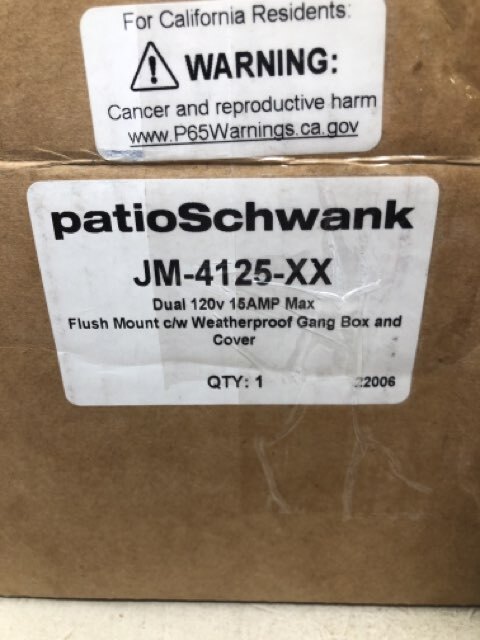 For California Residents:
WARNING:
Cancer and reproductive harm
www.P65Warnings.ca.gov
patioSchwank
JM-4125-XX
Dual 120v 15AMP Max
Flush Mount c/w Weatherproof Gang Box and
Cover
QTY: 1 22006